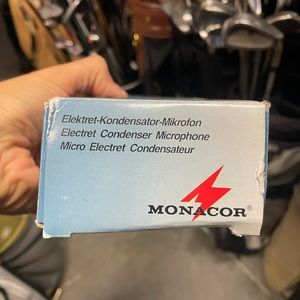 Elektret-Kondensator-Mikrofon
Electret Condenser Microphone
Micro Electret Condensateur
MONACOR®